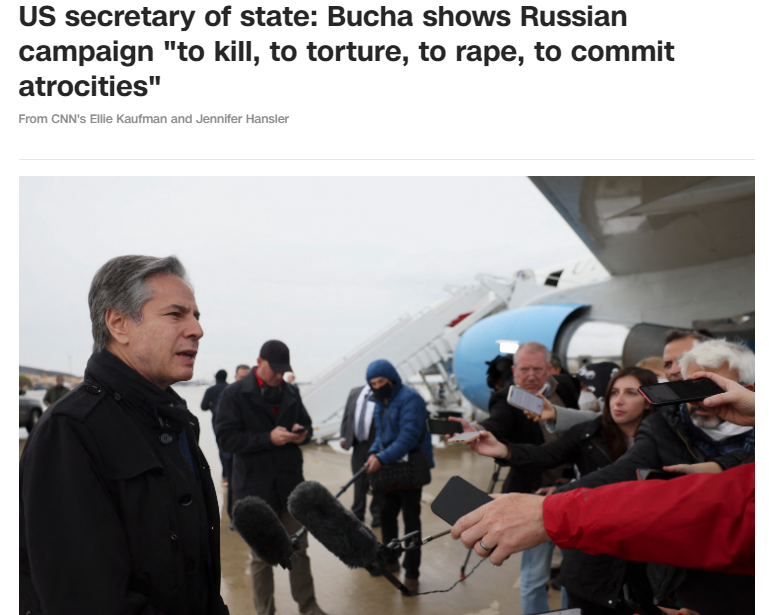 US secretary of state: Bucha shows Russian
campaign "to kill, to torture, to rape, to commit
atrocities"
From CNN's Ellie Kaufman and Jennifer Hansler